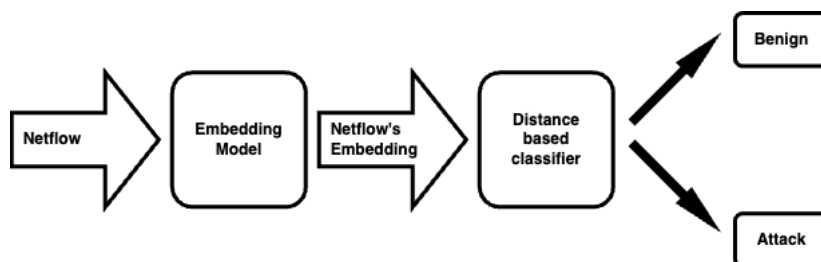 Netflow
Embedding
Model
Netflow's
Embedding
Distance
based
classifier
Benign
Attack